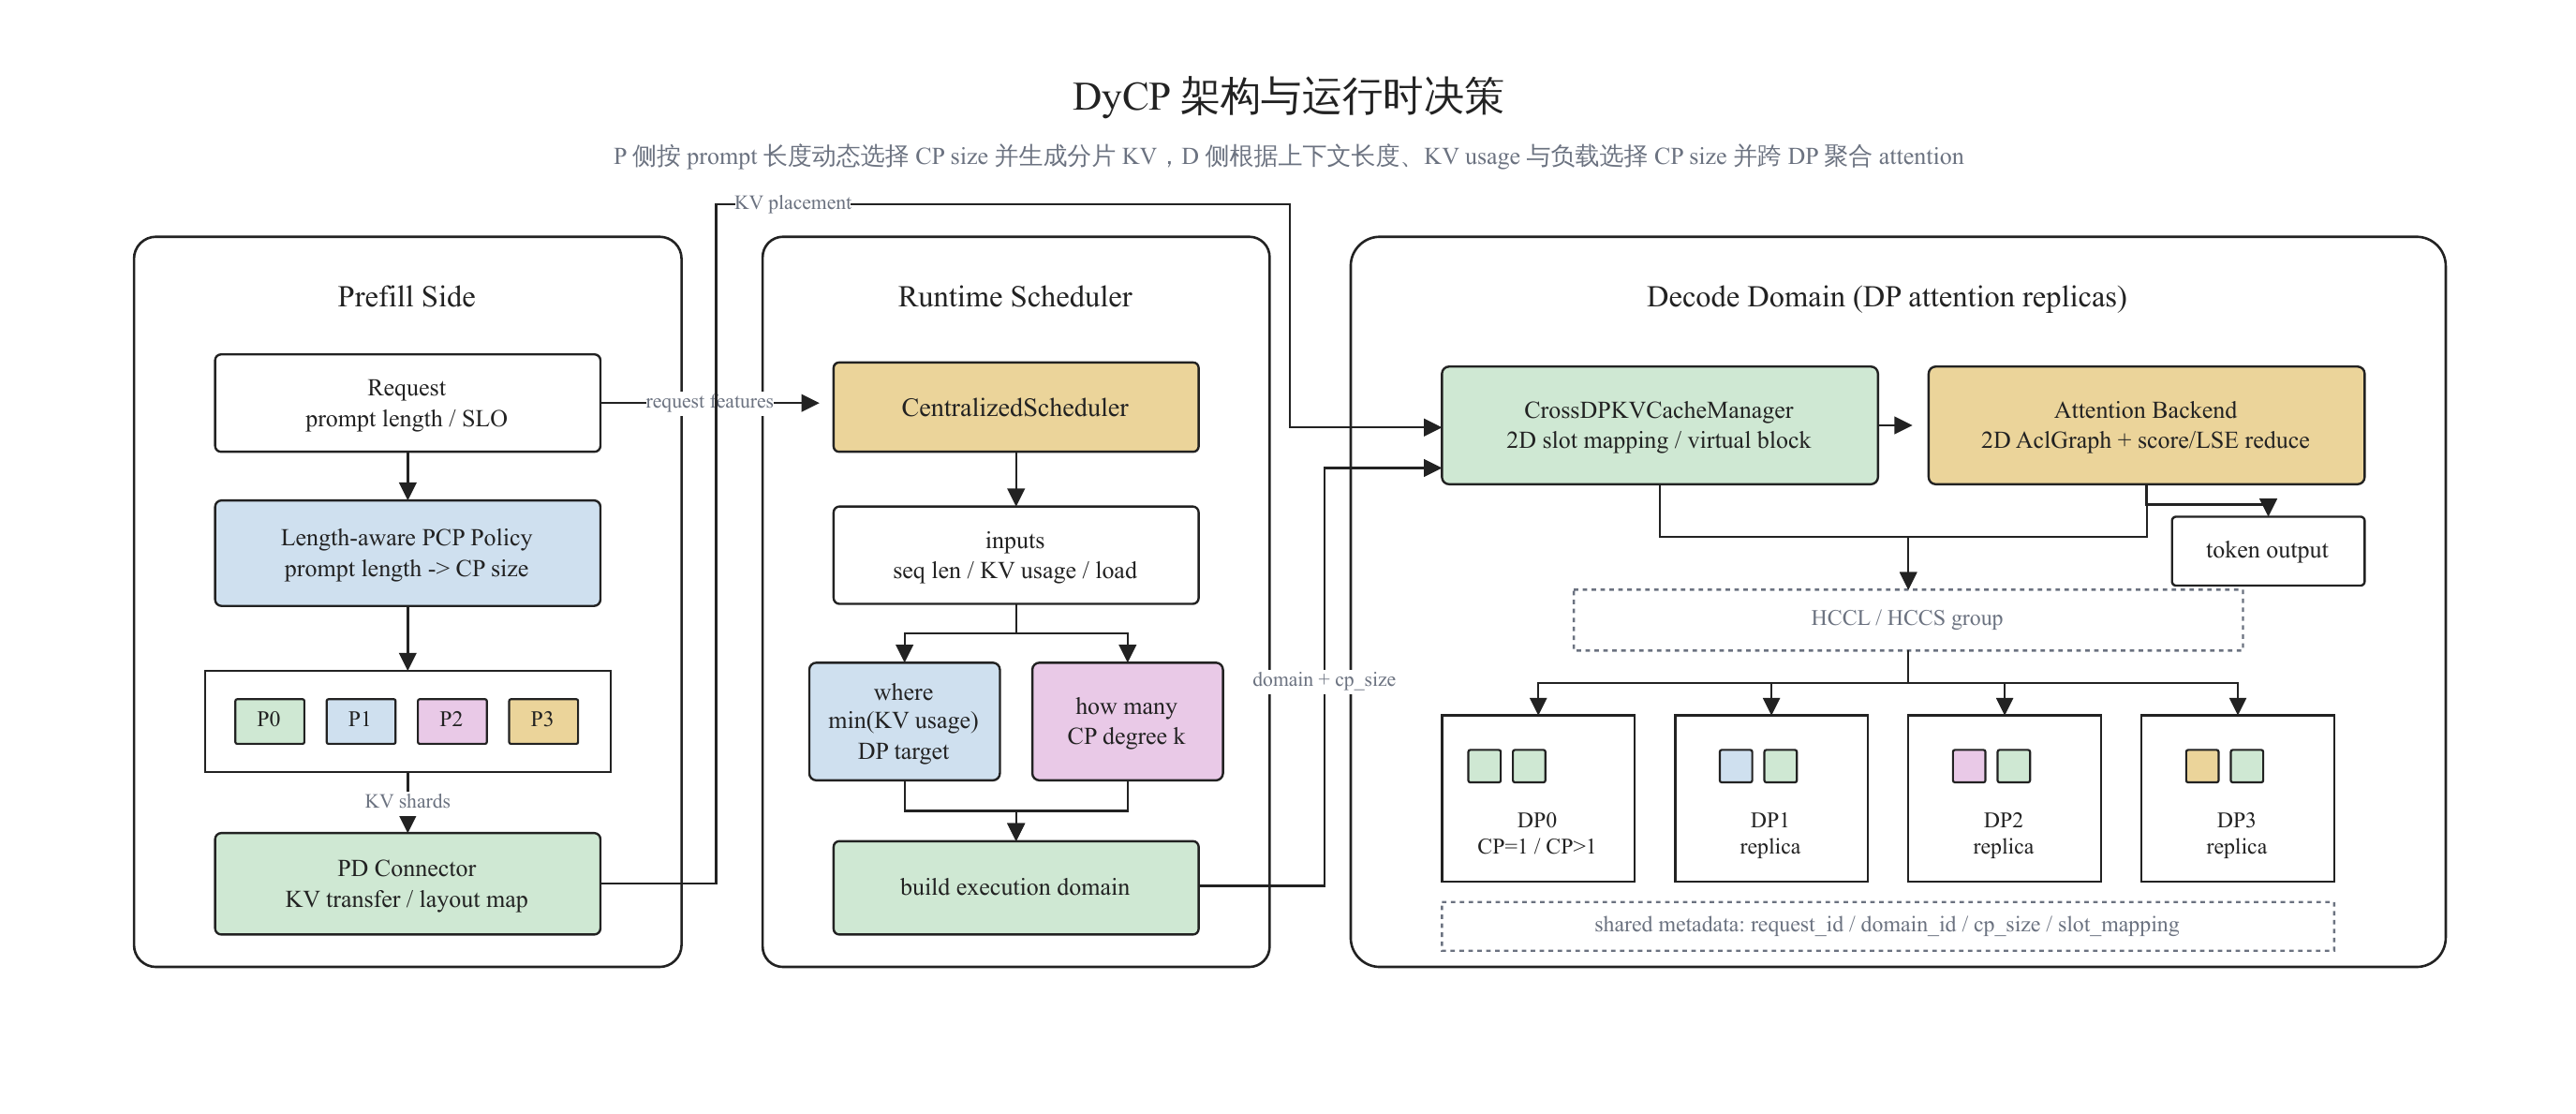 DyCP 架构与运行时决策
P 侧按 prompt 长度动态选择 CP size 并生成分片 KV，D 侧根据上下文长度、KV usage 与负载选择 CP size 并跨 DP 聚合 attention
KV placement
Prefill Side
Request
prompt length / SLO
request features
Length-aware PCP Policy
prompt length -> CP size
P0
P1
P2
P3
KV shards
PD Connector
KV transfer / layout map
Runtime Scheduler
CentralizedScheduler
inputs
seq len / KV usage / load
where
min(KV usage)
DP target
how many
CP degree k
build execution domain
domain + cp_size
Decode Domain (DP attention replicas)
CrossDPKVCacheManager
2D slot mapping / virtual block
Attention Backend
2D AclGraph + score/LSE reduce
token output
HCCL / HCCS group
DP0
CP=1 / CP>1
DP1
replica
DP2
replica
DP3
replica
shared metadata: request_id / domain_id / cp_size / slot_mapping